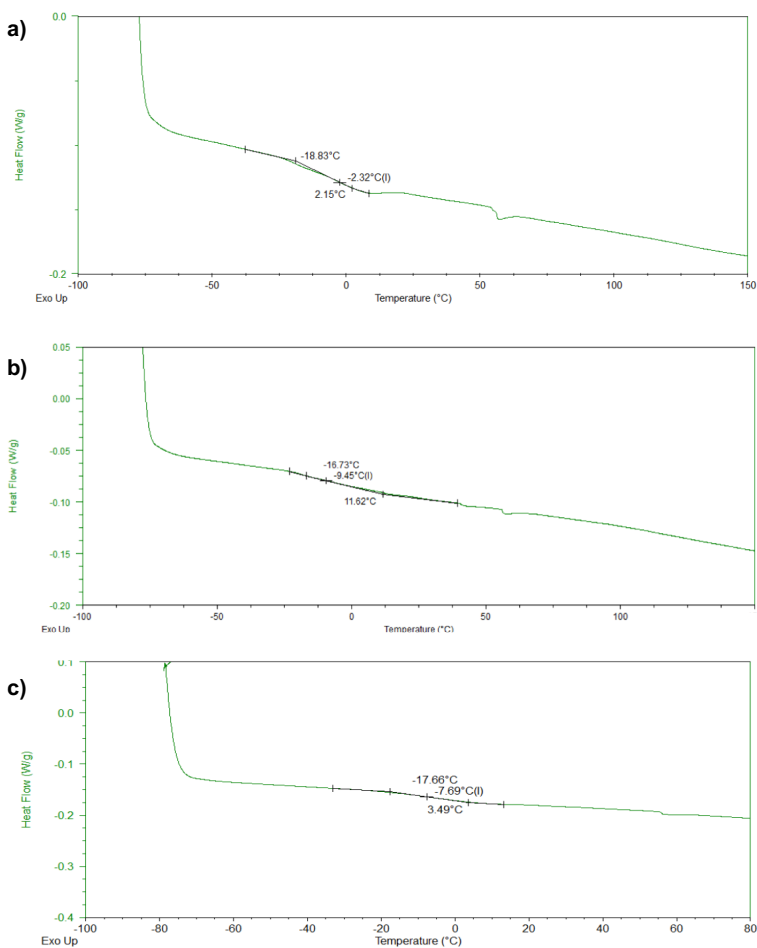 a)
0.0
-18.83°C
-2.32°C(I)
2.15°C
Heat Flow (W/g)
-0.2
-100 -50 0 50 100 150
Exo Up Temperature (°C)
b)
0.05
0.00
-0.05
-16.73°C
-9.45°C(I)
11.62°C
Heat Flow (W/g)
-0.10
-0.15
-0.20
-100 -50 0 50 100
Exo Up Temperature (°C)
c)
0.1
0.0
-0.1
-17.66°C
-7.69°C(I)
3.49°C
Heat Flow (W/g)
-0.2
-0.3
-0.4
-100 -80 -60 -40 -20 0 20 40 60 80
Exo Up Temperature (°C)